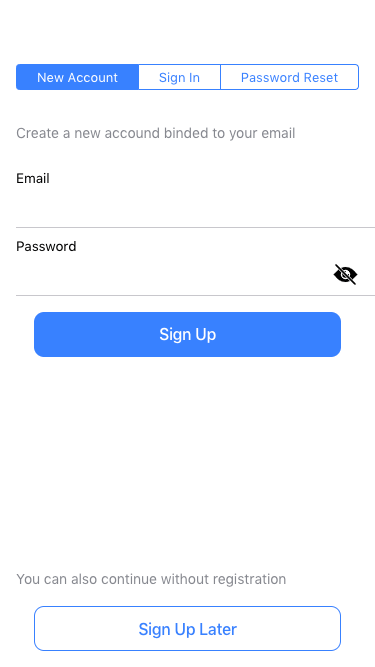 New Account Sign In Password Reset
Create a new accound binded to your email
Email
Password
Sign Up
You can also continue without registration
Sign Up Later